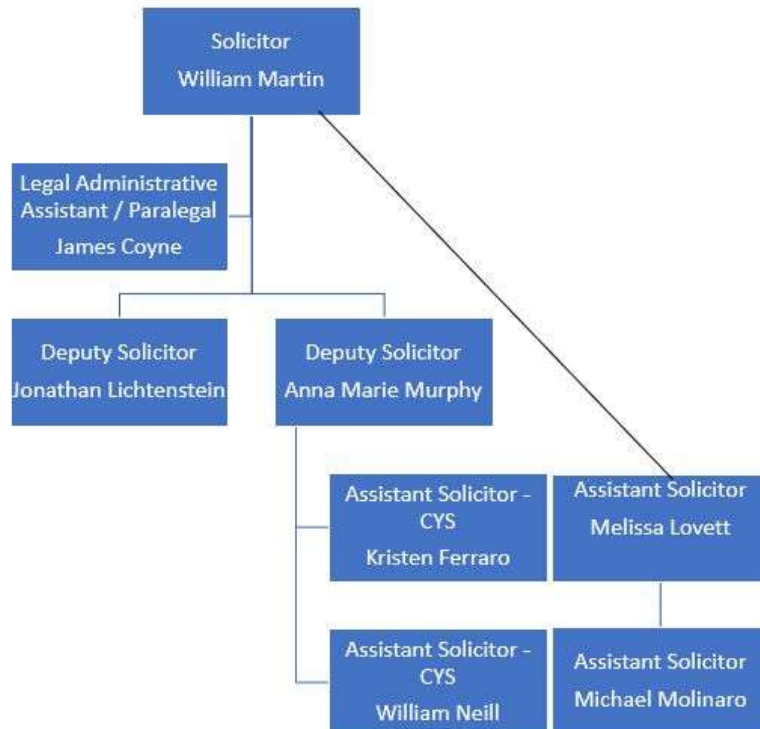 Solicitor
William Martin
Legal Administrative
Assistant / Paralegal
James Coyne
Deputy Solicitor
Jonathan Lichtenstein
Deputy Solicitor
Anna Marie Murphy
Assistant Solicitor -
CYS
Kristen Ferraro
Assistant Solicitor
Melissa Lovett
Assistant Solicitor -
CYS
William Neill
Assistant Solicitor
Michael Molinaro